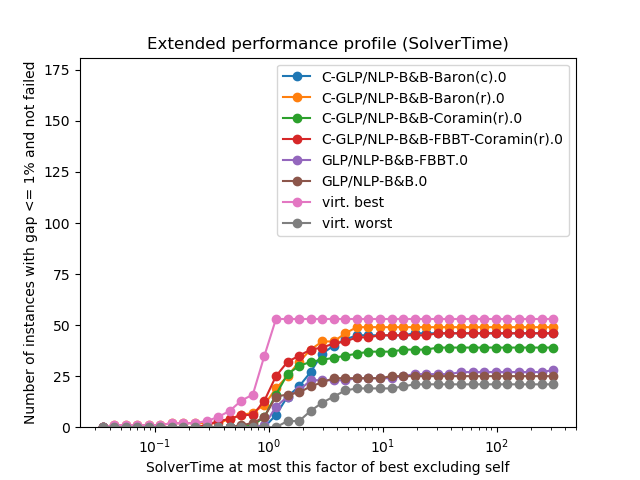 Extended performance profile (SolverTime)
175
150
125
100
75
50
25
0
Number of instances with gap <= 1% and not failed
C-GLP/NLP-B&B-Baron(c).0
C-GLP/NLP-B&B-Baron(r).0
C-GLP/NLP-B&B-Coramin(r).0
C-GLP/NLP-B&B-FBBT-Coramin(r).0
GLP/NLP-B&B-FBBT.0
GLP/NLP-B&B.0
virt. best
virt. worst
10⁻¹ 10⁰ 10¹ 10²
SolverTime at most this factor of best excluding self